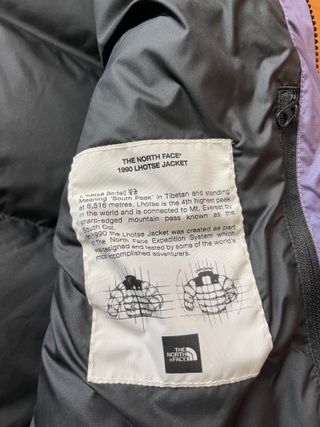 THE NORTH FACE®
1990 LHOTSE JACKET
Meaning 'South Peak' in Tibetan and standing
at 8,516 metres, Lhotse is the 4th highest peak
in the world and is connected to Mt. Everest by
sharp-edged mountain pass known as the
South Col.
1990 the Lhotse Jacket was created as part
of The North Face Expedition System which
was designed and tested by some of the world's
most accomplished adventurers.
THE
NORTH
FACE